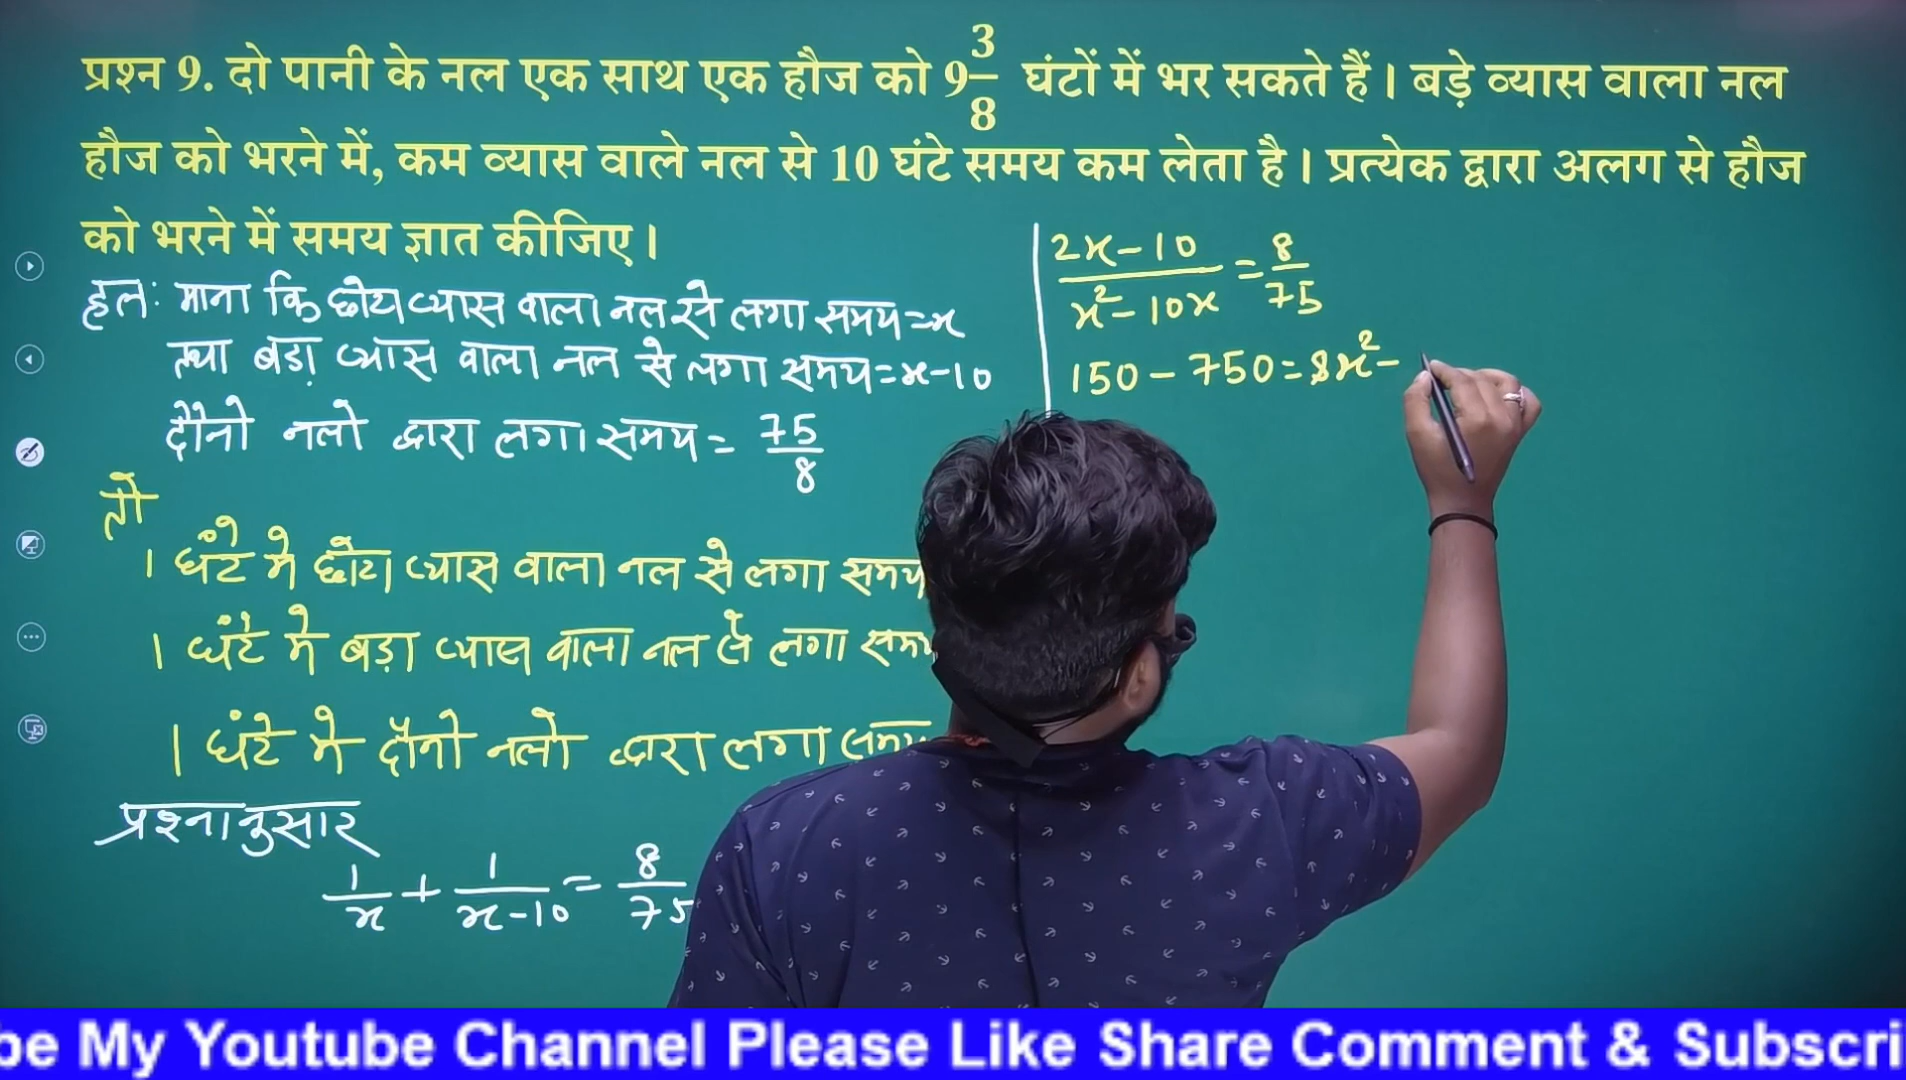 प्रश्न 9. दो पानी के नल एक साथ एक हौज को 9 3/8 घंटों में भर सकते हैं । बड़े व्यास वाला नल
हौज को भरने में, कम व्यास वाले नल से 10 घंटे समय कम लेता है । प्रत्येक द्वारा अलग से हौज
को भरने में समय ज्ञात कीजिए ।
हल: माना कि छोटा व्यास वाला नल से लगा समय = x
तथा बड़ा व्यास वाला नल से लगा समय = x-10
दोनो नलो द्वारा लगा समय = 75/8
तो
1 घंटे मे छोटा व्यास वाला नल से लगा समय
1 घंटे मे बड़ा व्यास वाला नल से लगा समय
1 घंटे मे दोनो नलो द्वारा लगा समय
प्रश्नानुसार
1/x + 1/x-10 = 8/75
2x-10/x²-10x = 8/75
150 - 750 = 8x² -
be My Youtube Channel Please Like Share Comment & Subscri